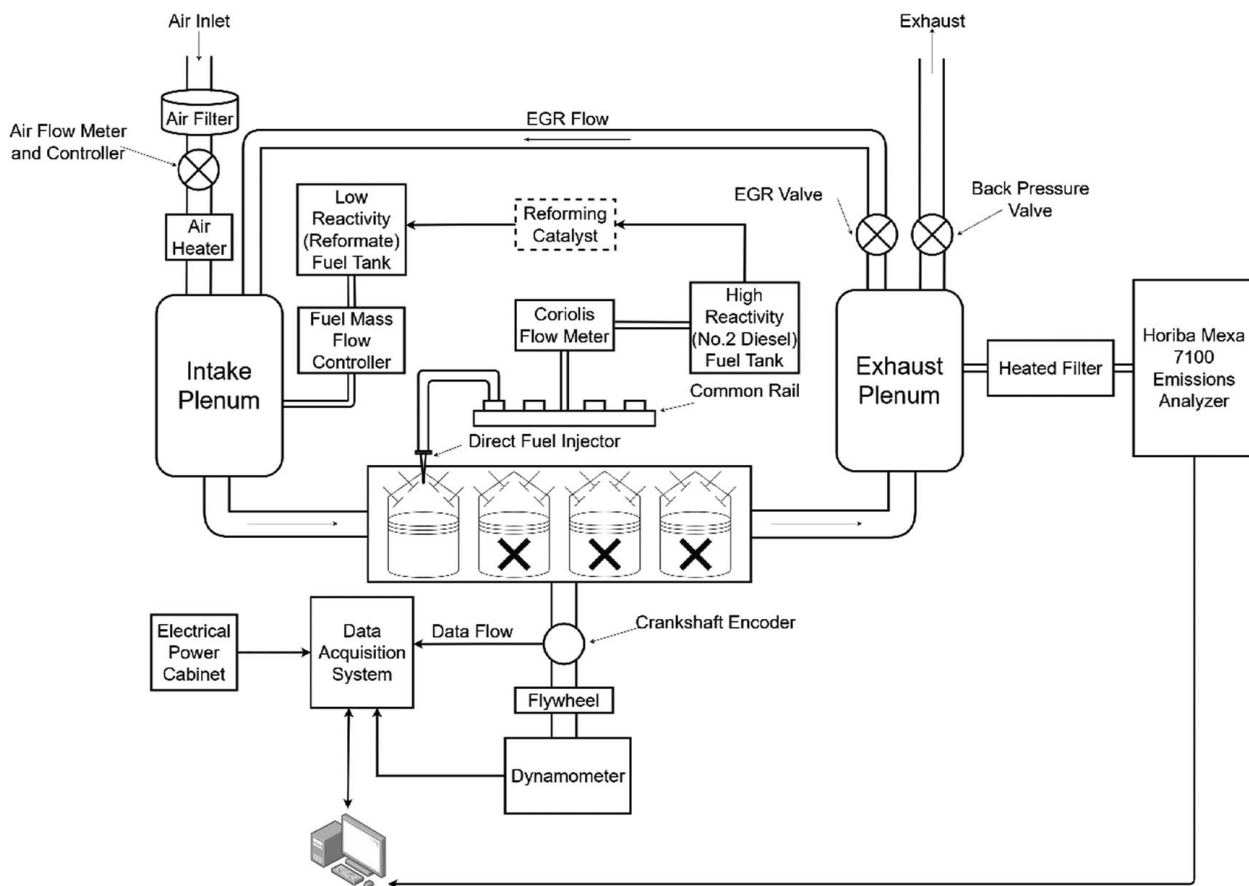 Air Inlet
Exhaust
Air Filter
EGR Flow
Air Flow Meter
and Controller
Low
Reactivity
(Reformate)
Fuel Tank
Reforming
Catalyst
EGR Valve
Back Pressure
Valve
Air
Heater
High
Reactivity
(No.2 Diesel)
Fuel Tank
Horiba Mexa
7100
Emissions
Analyzer
Coriolis
Flow Meter
Fuel Mass
Flow
Controller
Intake
Plenum
Exhaust
Plenum
Heated Filter
Common Rail
Direct Fuel Injector
Electrical
Power
Cabinet
Data
Acquisition
System
Data Flow
Crankshaft Encoder
Flywheel
Dynamometer